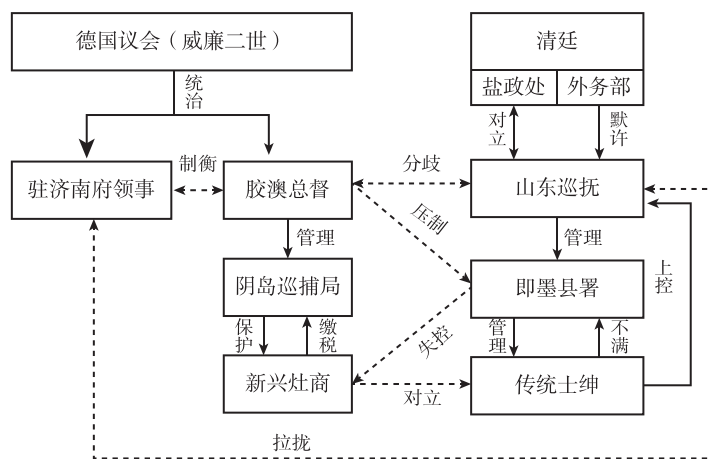 德国议会（威廉二世）
清廷
盐政处
外务部
统治
对立
默许
驻济南府领事
制衡
胶澳总督
分歧
山东巡抚
管理
压制
管理
阴岛巡捕局
即墨县署
上控
保护
缴税
失控
管理
不满
新兴灶商
对立
传统士绅
拉拢